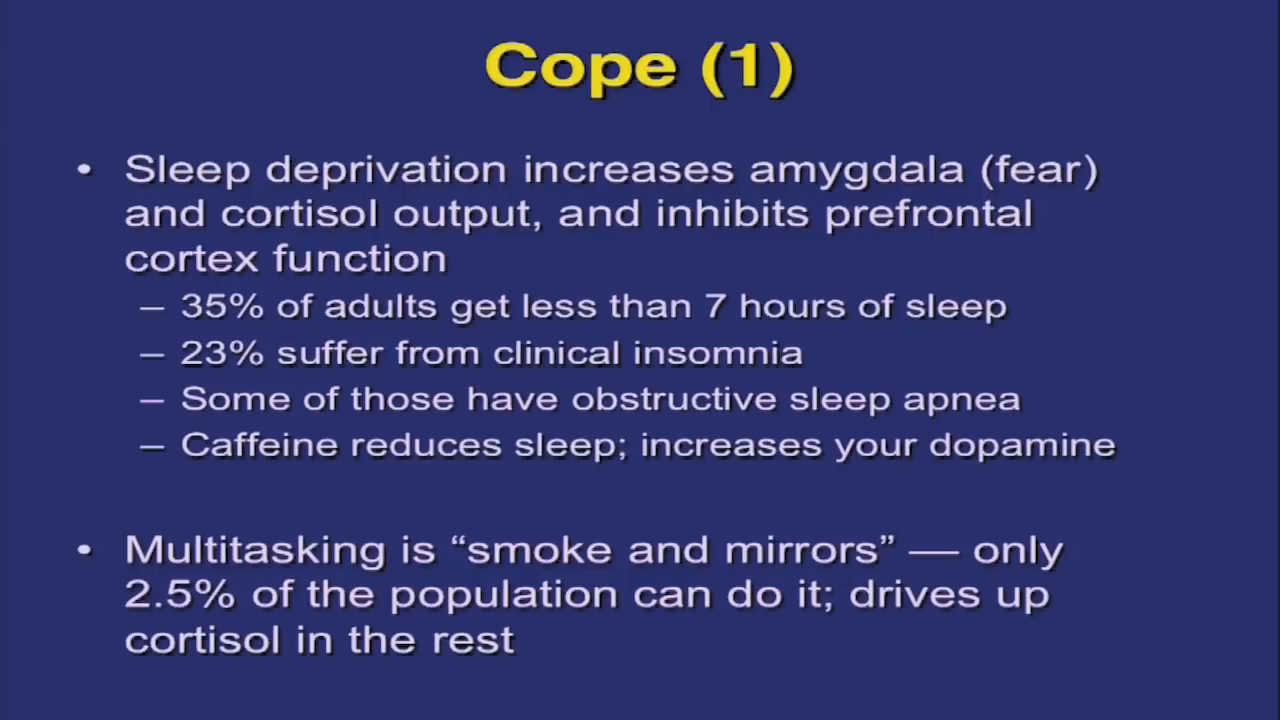 Cope (1)
• Sleep deprivation increases amygdala (fear)
and cortisol output, and inhibits prefrontal
cortex function
– 35% of adults get less than 7 hours of sleep
– 23% suffer from clinical insomnia
– Some of those have obstructive sleep apnea
– Caffeine reduces sleep; increases your dopamine
• Multitasking is “smoke and mirrors” — only
2.5% of the population can do it; drives up
cortisol in the rest